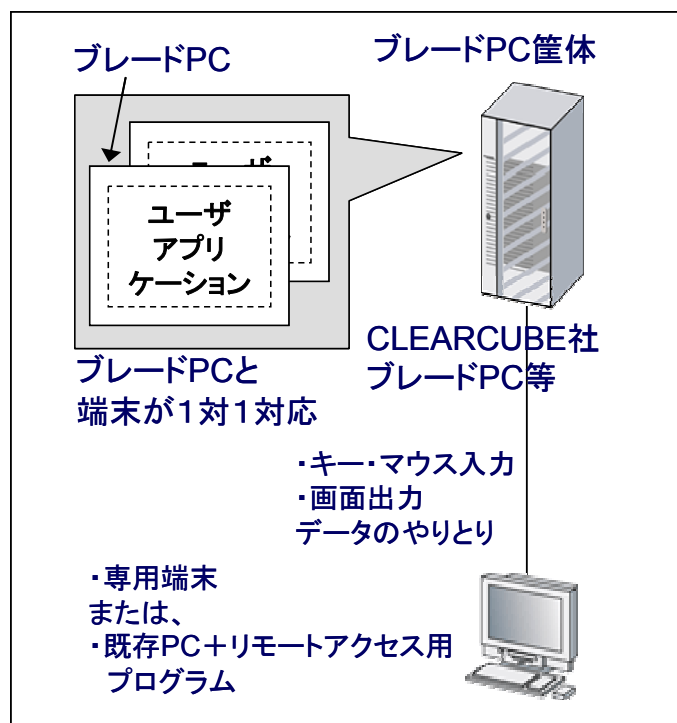 ブレードPC
ブレードPC筐体
ユーザ
アプリ
ケーション
CLEARCUBE社
ブレードPC等
ブレードPCと
端末が１対１対応
・キー・マウス入力
・画面出力
データのやりとり
・専用端末
または、
・既存PC＋リモートアクセス用
プログラム